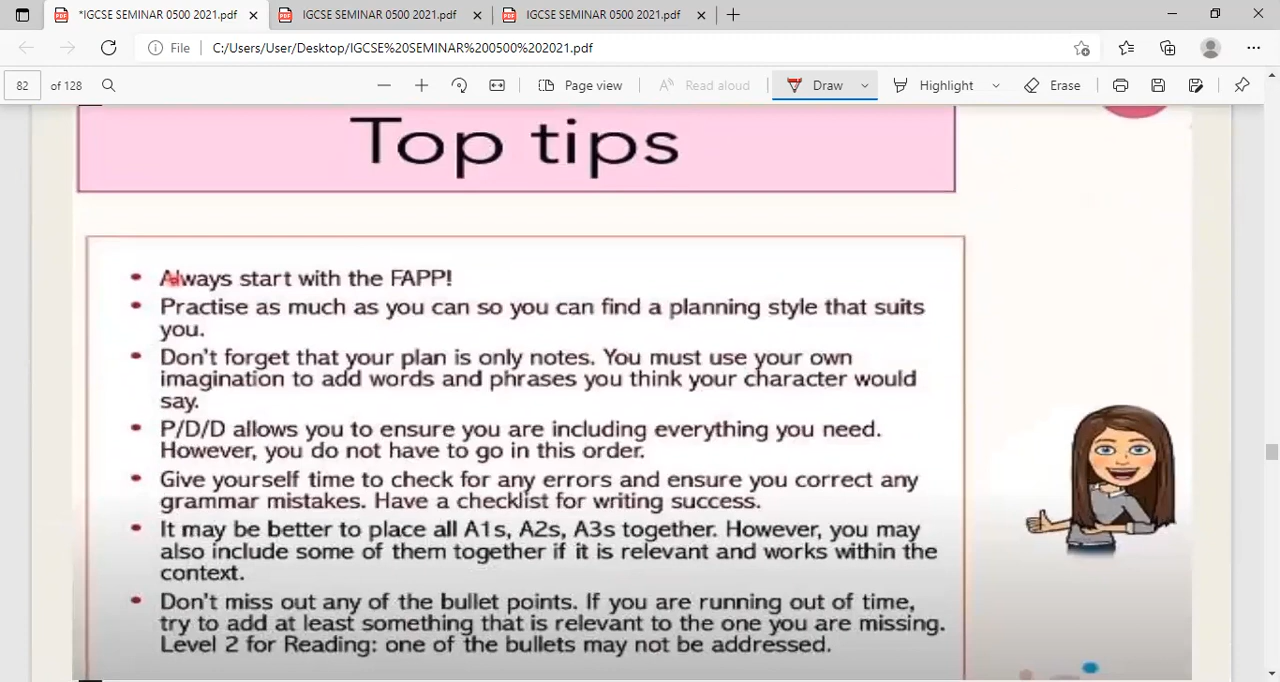 *IGCSE SEMINAR 0500 2021.pdf
IGCSE SEMINAR 0500 2021.pdf
IGCSE SEMINAR 0500 2021.pdf
File C:/Users/User/Desktop/IGCSE%20SEMINAR%200500%202021.pdf
82 of 128 Page view Read aloud Draw Highlight Erase
Top tips
• Always start with the FAPP!
• Practise as much as you can so you can find a planning style that suits
you.
• Don't forget that your plan is only notes. You must use your own
imagination to add words and phrases you think your character would
say.
• P/D/D allows you to ensure you are including everything you need.
However, you do not have to go in this order.
• Give yourself time to check for any errors and ensure you correct any
grammar mistakes. Have a checklist for writing success.
• It may be better to place all A1s, A2s, A3s together. However, you may
also include some of them together if it is relevant and works within the
context.
• Don't miss out any of the bullet points. If you are running out of time,
try to add at least something that is relevant to the one you are missing.
Level 2 for Reading: one of the bullets may not be addressed.